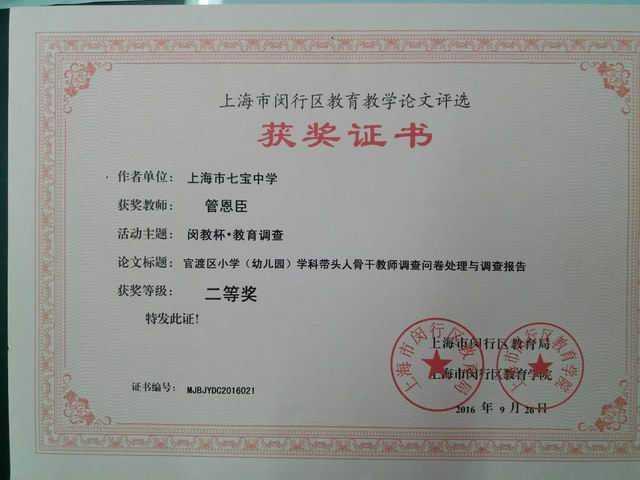 上海市闵行区教育教学论文评选
获奖证书
作者单位： 上海市七宝中学
获奖教师： 管恩臣
活动主题： 闵教杯·教育调查
论文标题： 官渡区小学（幼儿园）学科带头人骨干教师调查问卷处理与调查报告
获奖等级： 二等奖
特发此证！
上海市闵行区教育局
上海市闵行区教育学院
证书编号： MJBJYDC2016021
2016 年 9 月 26日